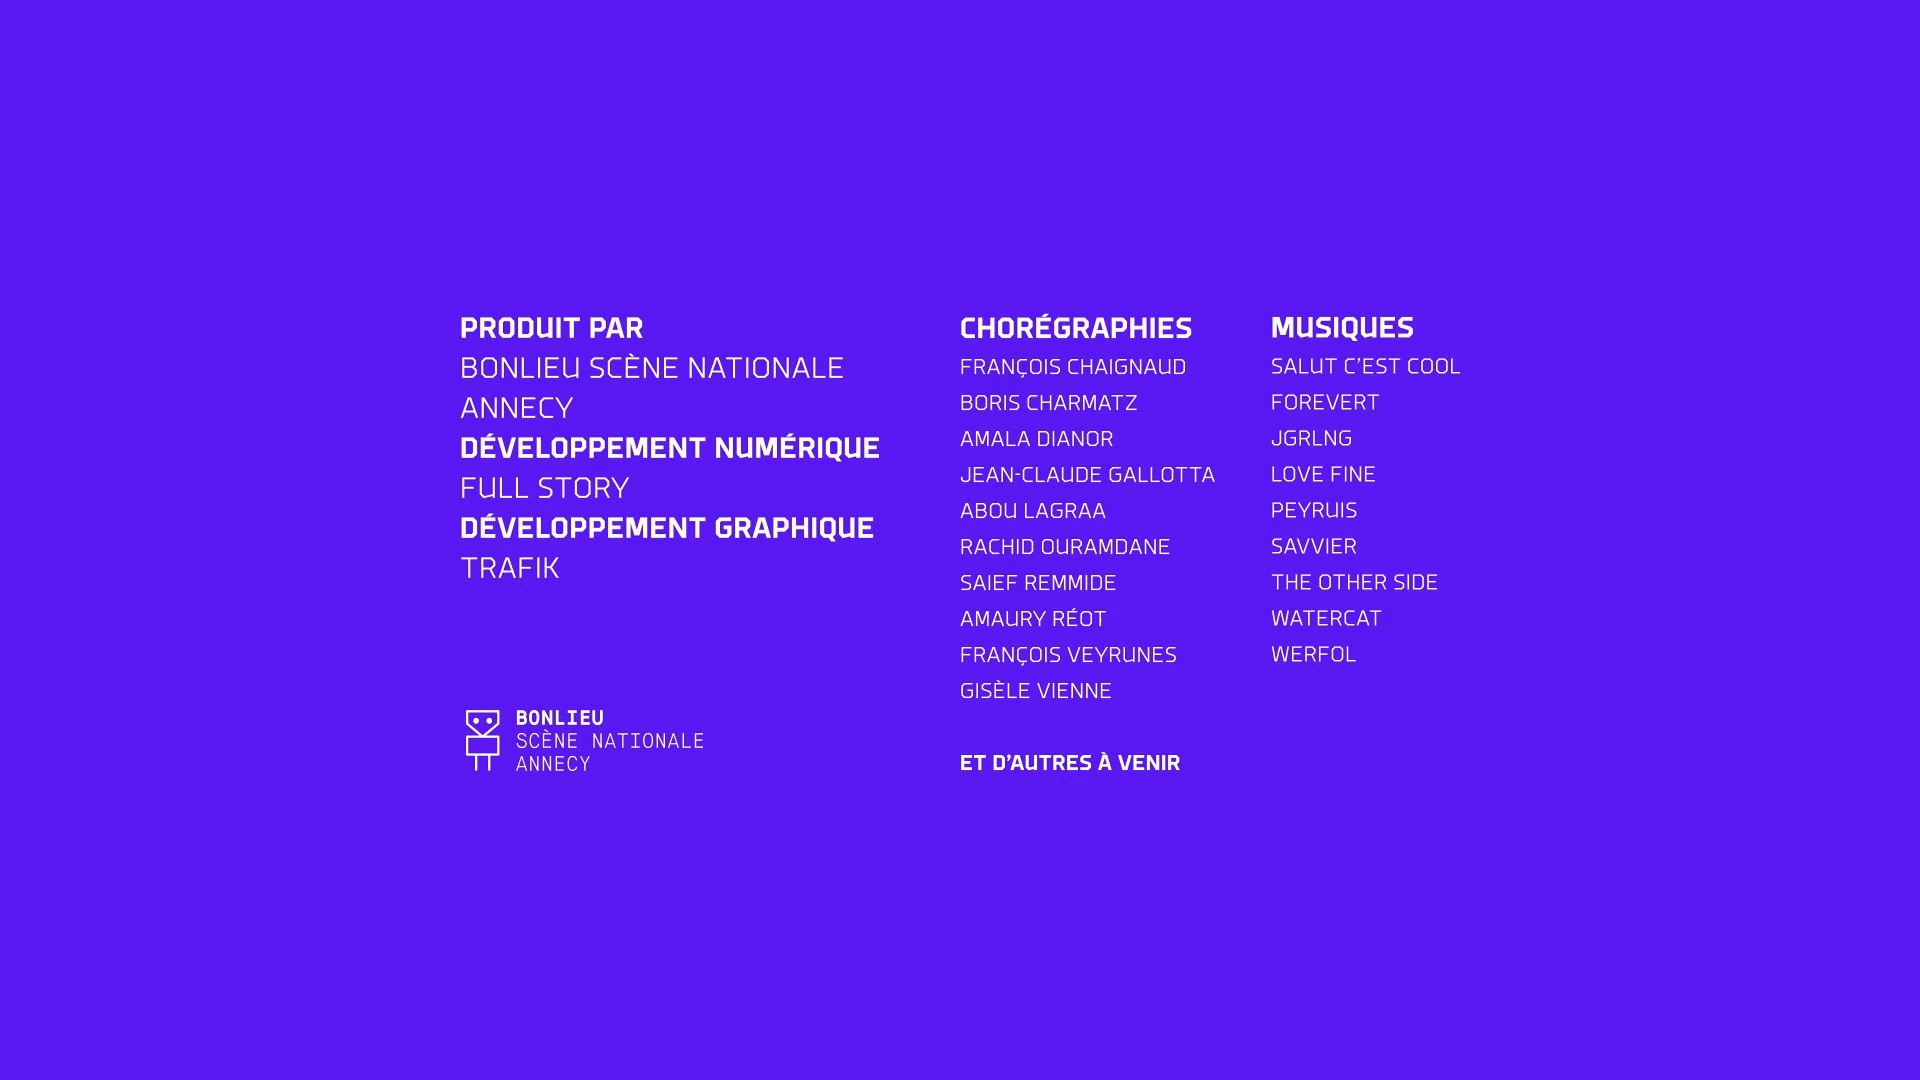 PRODUIT PAR
BONLIEU SCÈNE NATIONALE
ANNECY
DÉVELOPPEMENT NUMÉRIQUE
FULL STORY
DÉVELOPPEMENT GRAPHIQUE
TRAFIK
BONLIEU
SCÈNE NATIONALE
ANNECY
CHORÉGRAPHIES
FRANÇOIS CHAIGNAUD
BORIS CHARMATZ
AMALA DIANOR
JEAN-CLAUDE GALLOTTA
ABOU LAGRAA
RACHID OURAMDANE
SAIEF REMMIDE
AMAURY RÉOT
FRANÇOIS VEYRUNES
GISÈLE VIENNE
ET D’AUTRES À VENIR
MUSIQUES
SALUT C’EST COOL
FOREVERT
JGRLNG
LOVE FINE
PEYRUIS
SAVVIER
THE OTHER SIDE
WATERCAT
WERFOL